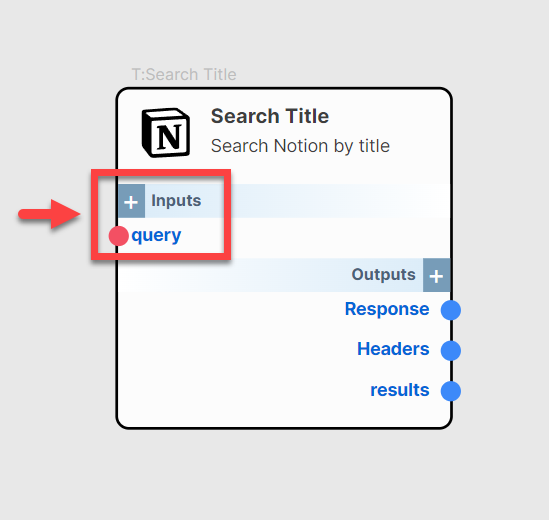 T:Search Title
N
Search Title
Search Notion by title
+ Inputs
query
Outputs +
Response
Headers
results